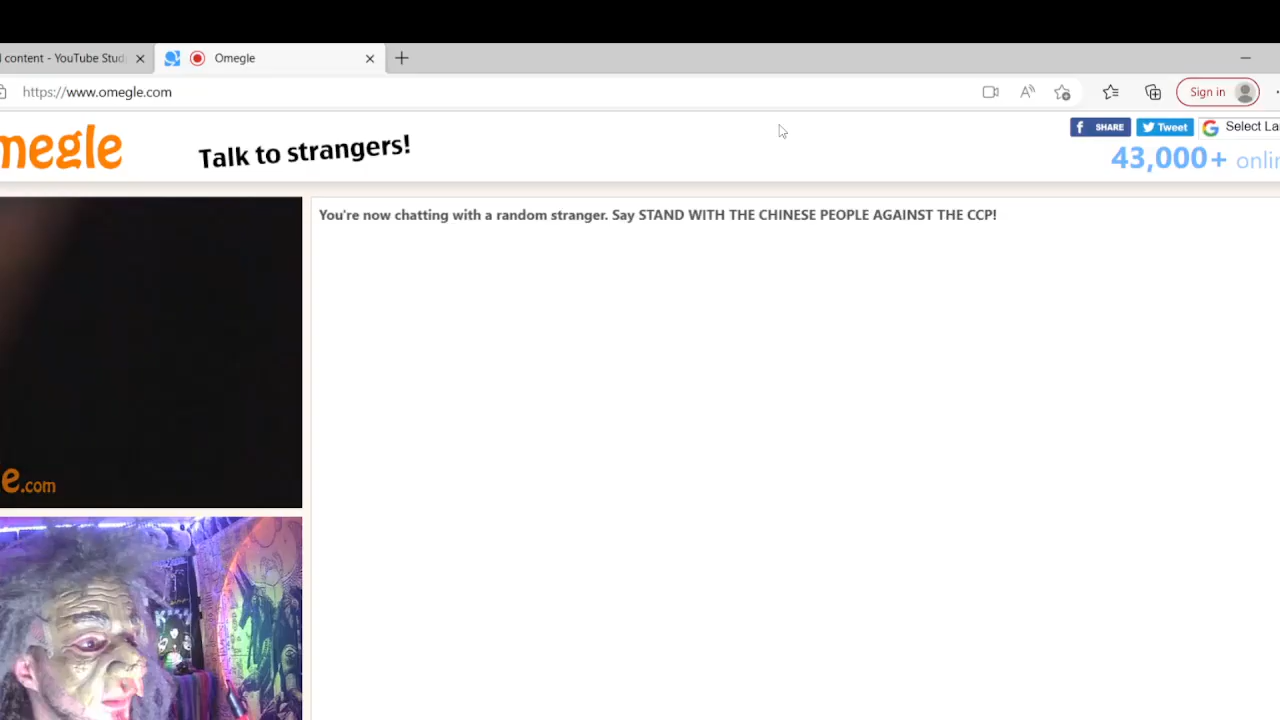 l content - YouTube Stud
Omegle
https://www.omegle.com
Sign in
megle
Talk to strangers!
SHARE
Tweet
Select La
43,000+ onlin
You're now chatting with a random stranger. Say STAND WITH THE CHINESE PEOPLE AGAINST THE CCP!
e.com